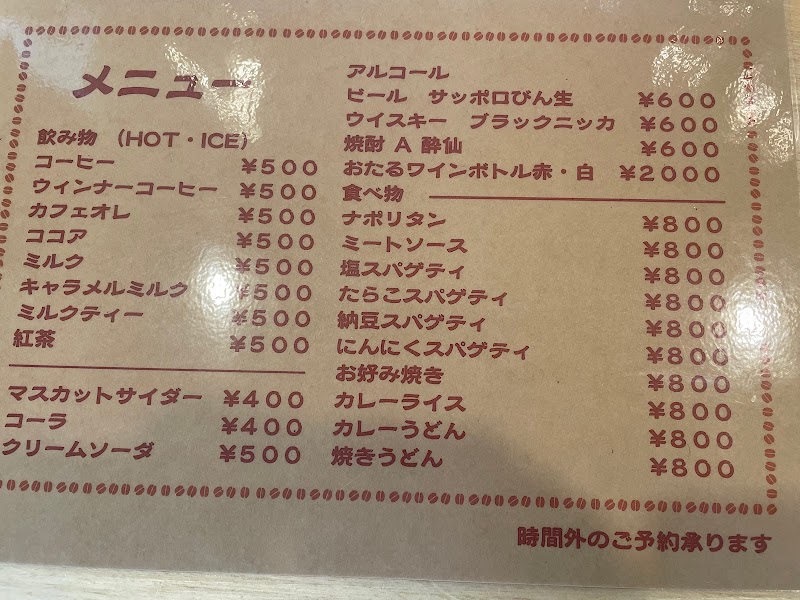 メニュー
飲み物 （HOT・ICE）
コーヒー ¥500
ウィンナーコーヒー ¥500
カフェオレ ¥500
ココア ¥500
ミルク ¥500
キャラメルミルク ¥500
ミルクティー ¥500
紅茶 ¥500
マスカットサイダー ¥400
コーラ ¥400
クリームソーダ ¥500
アルコール
ビール サッポロびん生 ¥600
ウイスキー ブラックニッカ ¥600
焼酎 A 酔仙 ¥600
おたるワインボトル赤・白 ¥2000
食べ物
ナポリタン ¥800
ミートソース ¥800
塩スパゲティ ¥800
たらこスパゲティ ¥800
納豆スパゲティ ¥800
にんにくスパゲティ ¥800
お好み焼き ¥800
カレーライス ¥800
カレーうどん ¥800
焼きうどん ¥800
時間外のご予約承ります